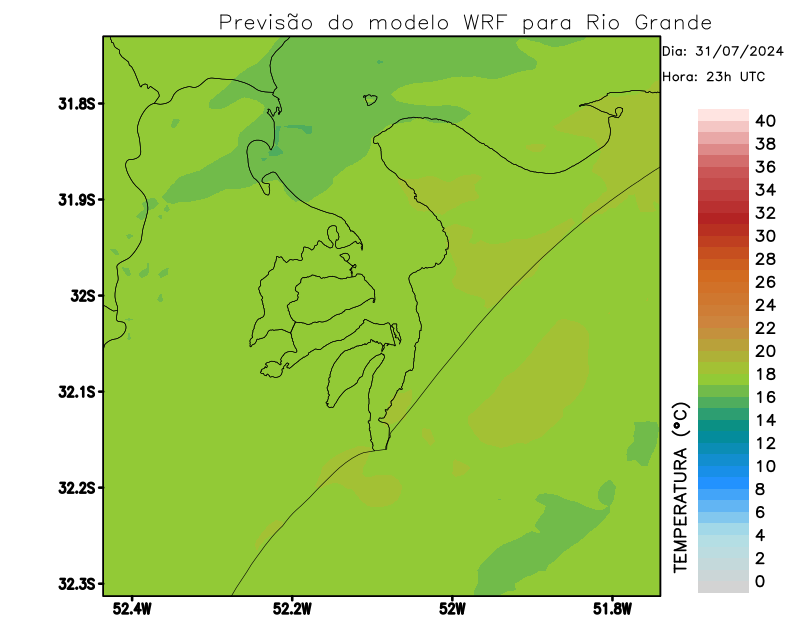 Previsão do modelo WRF para Rio Grande
Dia: 31/07/2024
Hora: 23h UTC
31.8S
31.9S
32S
32.1S
32.2S
32.3S
52.4W
52.2W
52W
51.8W
40
38
36
34
32
30
28
26
24
22
20
18
16
14
12
10
8
6
4
2
0
TEMPERATURA (°C)